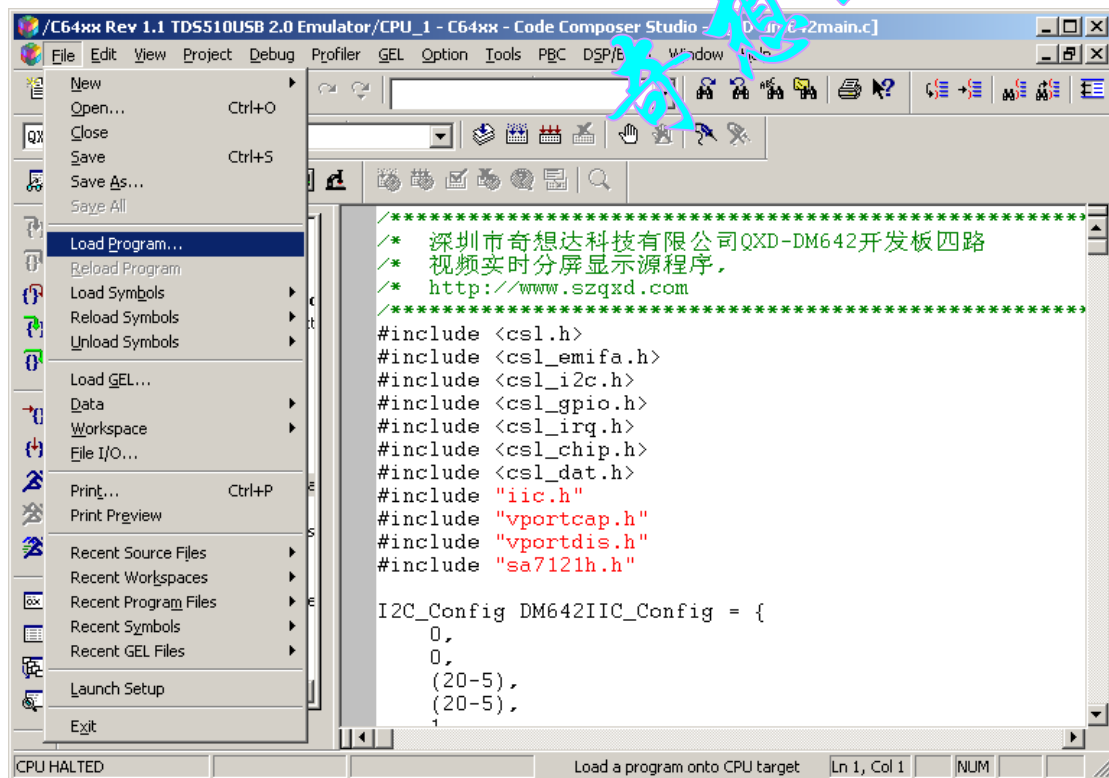 /C64xx Rev 1.1 TDS510USB 2.0 Emulator/CPU_1 - C64xx - Code Composer Studio
642main.c]
File Edit View Project Debug Profiler GEL Option Tools PBC Window
New
Open... Ctrl+O
Close
Save Ctrl+S
Save As...
Save All
Load Program...
Reload Program
Load Symbols
Reload Symbols
Unload Symbols
Load GEL...
Data
Workspace
File I/O...
Print... Ctrl+P
Print Preview
Recent Source Files
Recent Workspaces
Recent Program Files
Recent Symbols
Recent GEL Files
Launch Setup
Exit
/*****************************************************
/* 深圳市奇想达科技有限公司QXD-DM642开发板四路
/* 视频实时分屏显示源程序,
/* http://www.szqxd.com
/*****************************************************
#include <csl.h>
#include <csl_emifa.h>
#include <csl_i2c.h>
#include <csl_gpio.h>
#include <csl_irq.h>
#include <csl_chip.h>
#include <csl_dat.h>
#include "iic.h"
#include "vportcap.h"
#include "vportdis.h"
#include "sa7121h.h"
I2C_Config DM642IIC_Config = {
0,
0,
(20-5),
(20-5),
1
CPU HALTED Load a program onto CPU target Ln 1, Col 1 NUM